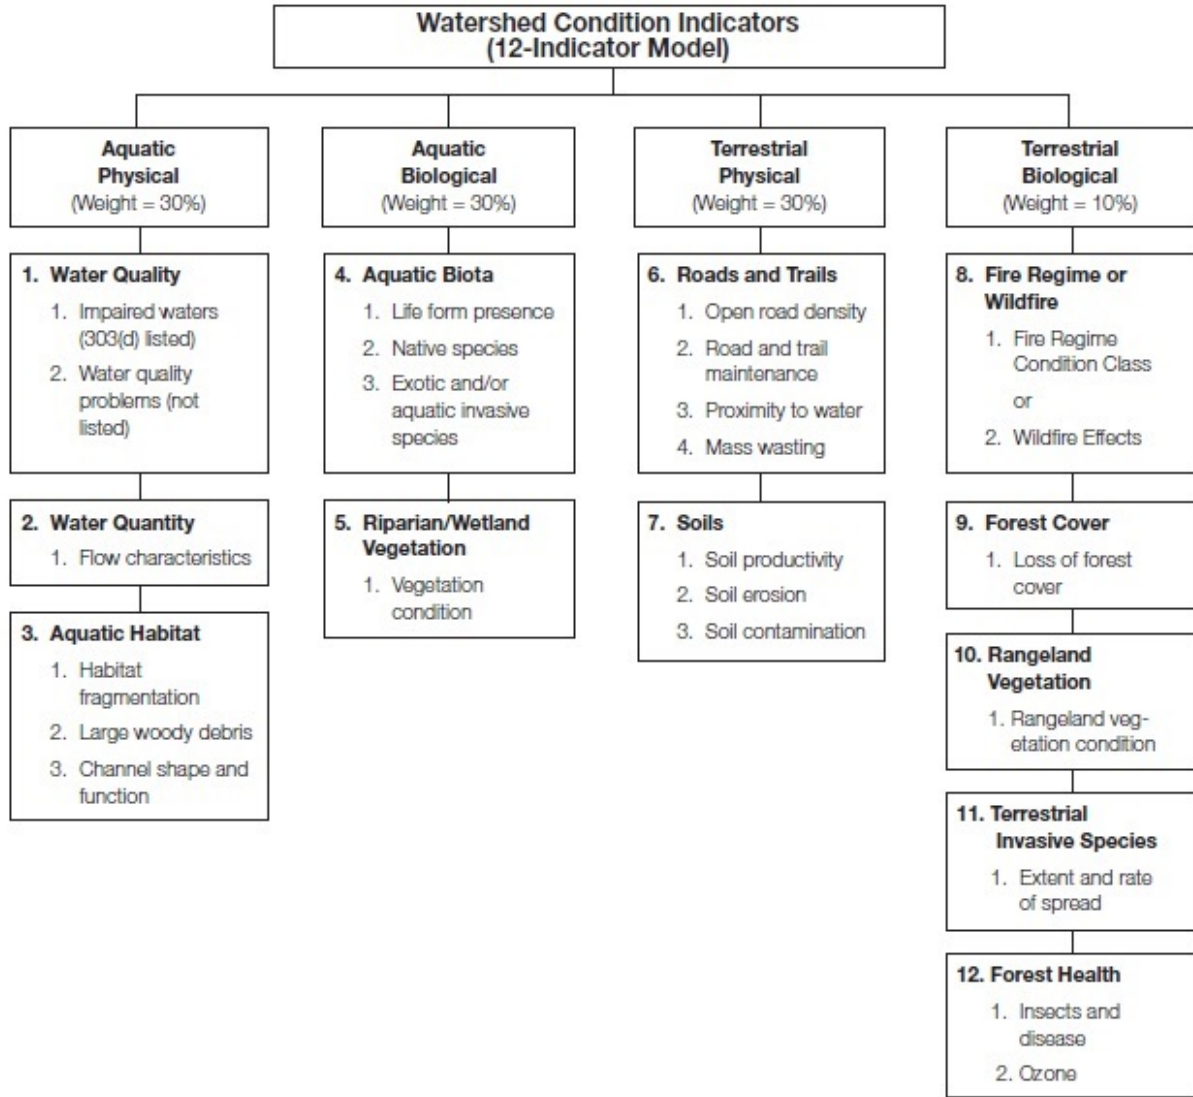 Watershed Condition Indicators
(12-Indicator Model)
Aquatic
Physical
(Weight = 30%)
1. Water Quality
1. Impaired waters
(303(d) listed)
2. Water quality
problems (not
listed)
2. Water Quantity
1. Flow characteristics
3. Aquatic Habitat
1. Habitat
fragmentation
2. Large woody debris
3. Channel shape and
function
Aquatic
Biological
(Weight = 30%)
4. Aquatic Biota
1. Life form presence
2. Native species
3. Exotic and/or
aquatic invasive
species
5. Riparian/Wetland
Vegetation
1. Vegetation
condition
Terrestrial
Physical
(Weight = 30%)
6. Roads and Trails
1. Open road density
2. Road and trail
maintenance
3. Proximity to water
4. Mass wasting
7. Soils
1. Soil productivity
2. Soil erosion
3. Soil contamination
Terrestrial
Biological
(Weight = 10%)
8. Fire Regime or
Wildfire
1. Fire Regime
Condition Class
or
2. Wildfire Effects
9. Forest Cover
1. Loss of forest
cover
10. Rangeland
Vegetation
1. Rangeland veg-
etation condition
11. Terrestrial
Invasive Species
1. Extent and rate
of spread
12. Forest Health
1. Insects and
disease
2. Ozone